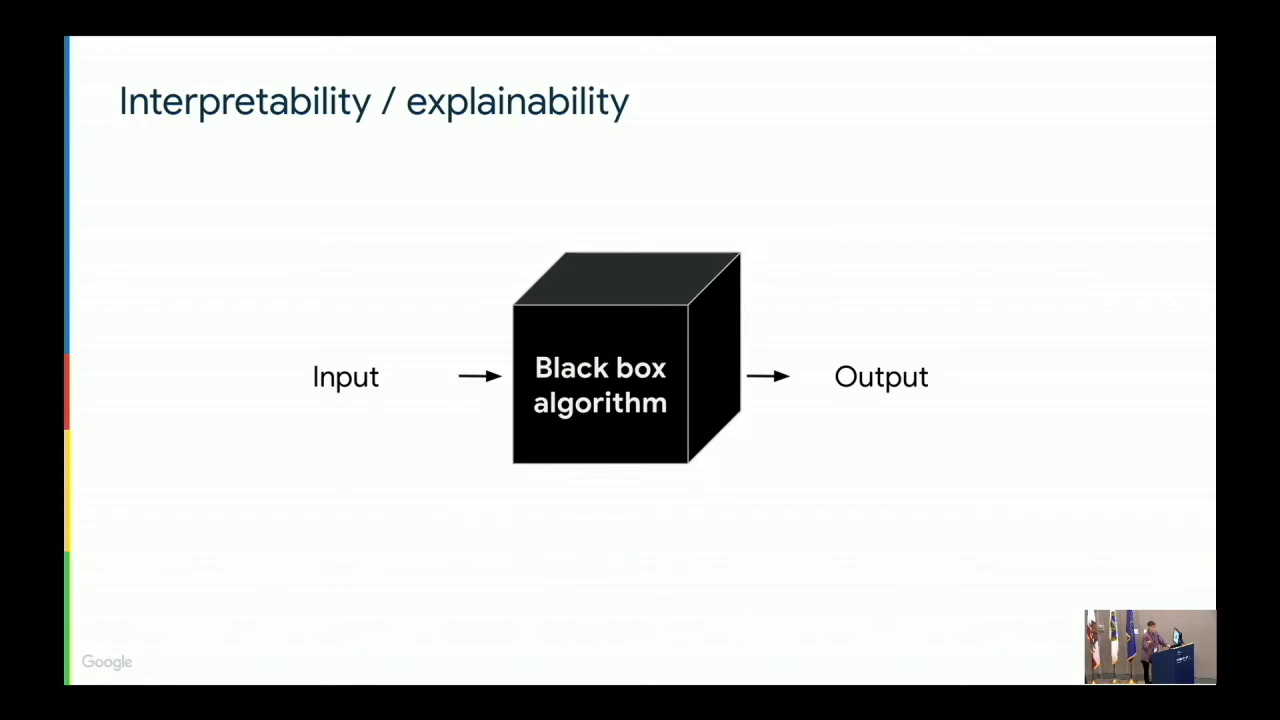 Interpretability / explainability
Input
Black box
algorithm
Output
Google